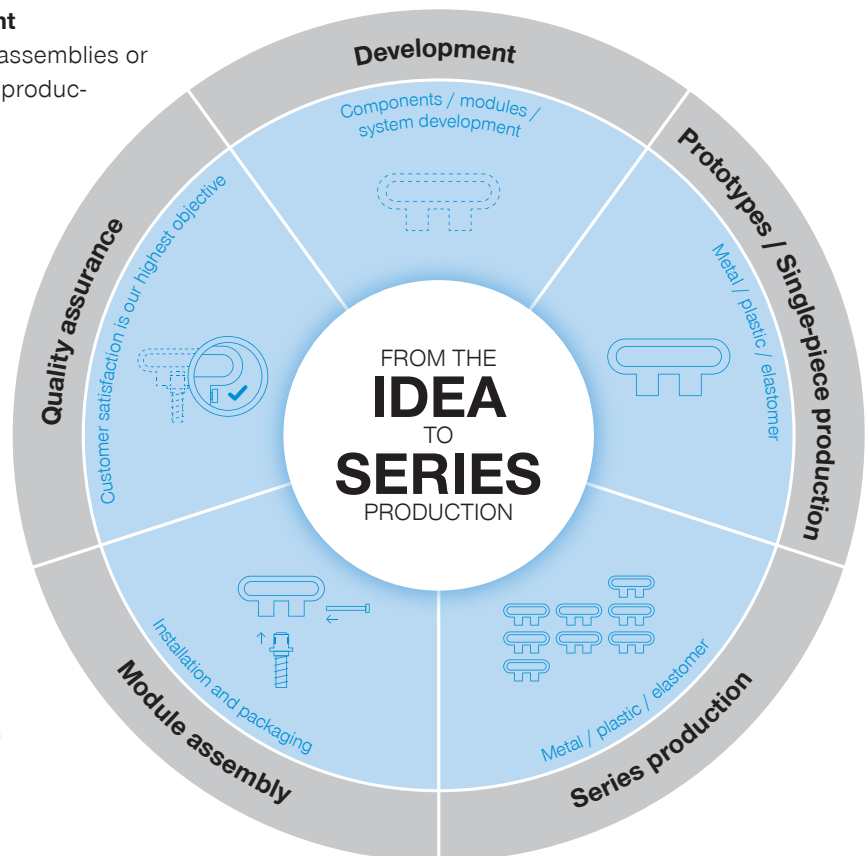 nt
assemblies or
produc-
Development
Components / modules /
system development
Prototypes / Single-piece production
Metal / plastic / elastomer
Series production
Metal / plastic / elastomer
Module assembly
Installation and packaging
Quality assurance
Customer satisfaction is our highest objective
FROM THE
IDEA
TO
SERIES
PRODUCTION